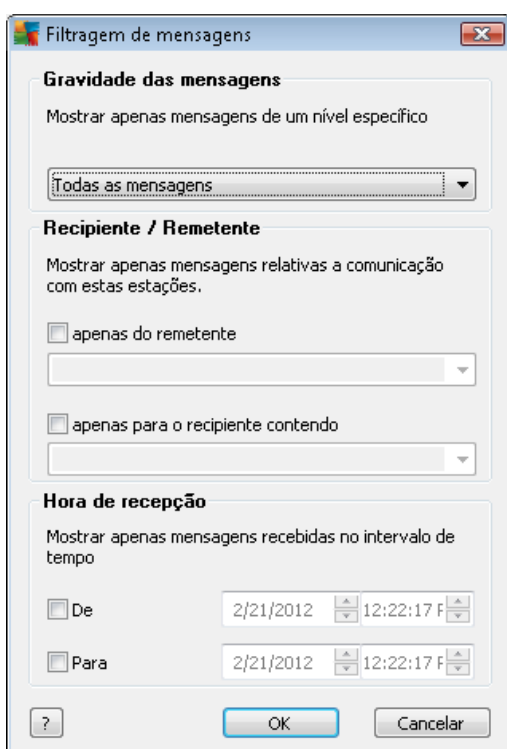 Filtragem de mensagens
Gravidade das mensagens
Mostrar apenas mensagens de um nível específico
Todas as mensagens
Recipiente / Remetente
Mostrar apenas mensagens relativas a comunicação
com estas estações.
apenas do remetente
apenas para o recipiente contendo
Hora de recepção
Mostrar apenas mensagens recebidas no intervalo de
tempo
De 2/21/2012 12:22:17 F
Para 2/21/2012 12:22:17 F
? OK Cancelar